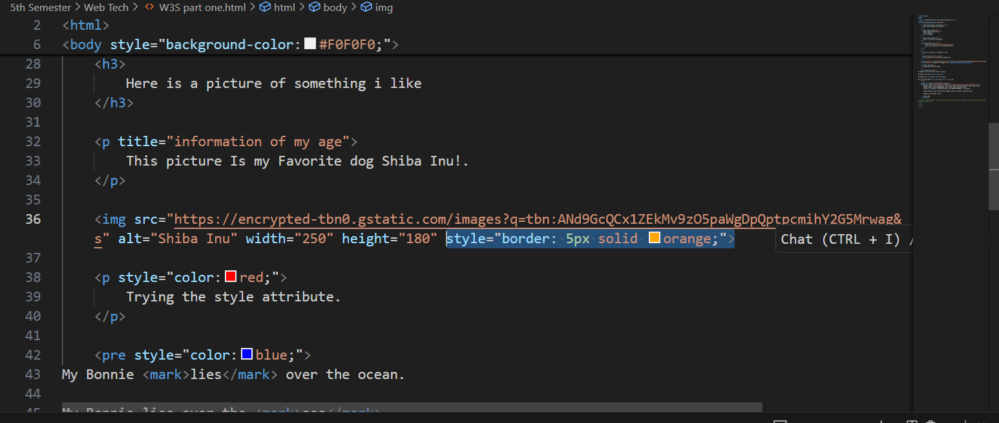 5th Semester > Web Tech > <> W3S part one.html > html > body > img
2 <html>
6 <body style="background-color: #F0F0F0;">
28 <h3>
29 Here is a picture of something i like
30 </h3>
31
32 <p title="information of my age">
33 This picture Is my Favorite dog Shiba Inu!.
34 </p>
35
36 <img src="https://encrypted-tbn0.gstatic.com/images?q=tbn:ANd9GcQCx1ZEkMv9zO5paWgDpQptpcmihY2G5Mrwag&
s" alt="Shiba Inu" width="250" height="180" style="border: 5px solid orange;">
Chat (CTRL + I) /
37
38 <p style="color: red;">
39 Trying the style attribute.
40 </p>
41
42 <pre style="color: blue;">
43 My Bonnie <mark>lies</mark> over the ocean.
44
45 My Bonnie lies over the <mark>sea</mark>